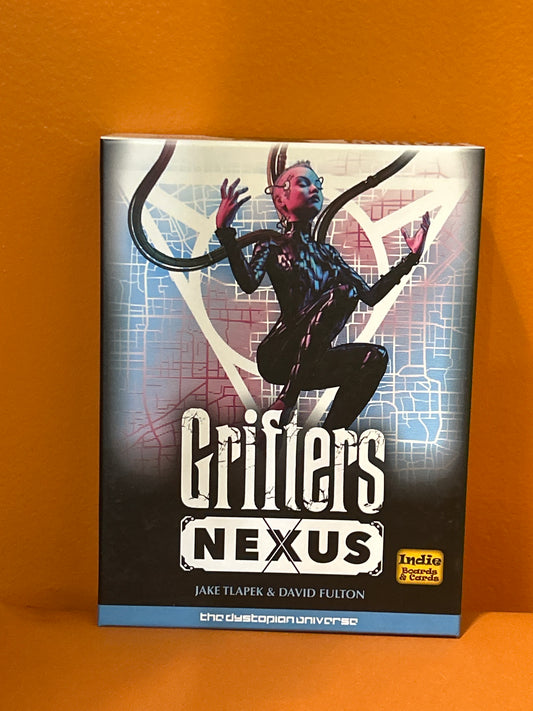 Grifters
NEXUS
JAKE TLAPEK & DAVID FULTON
Indie
Boards
& Cards
the dystopian universe